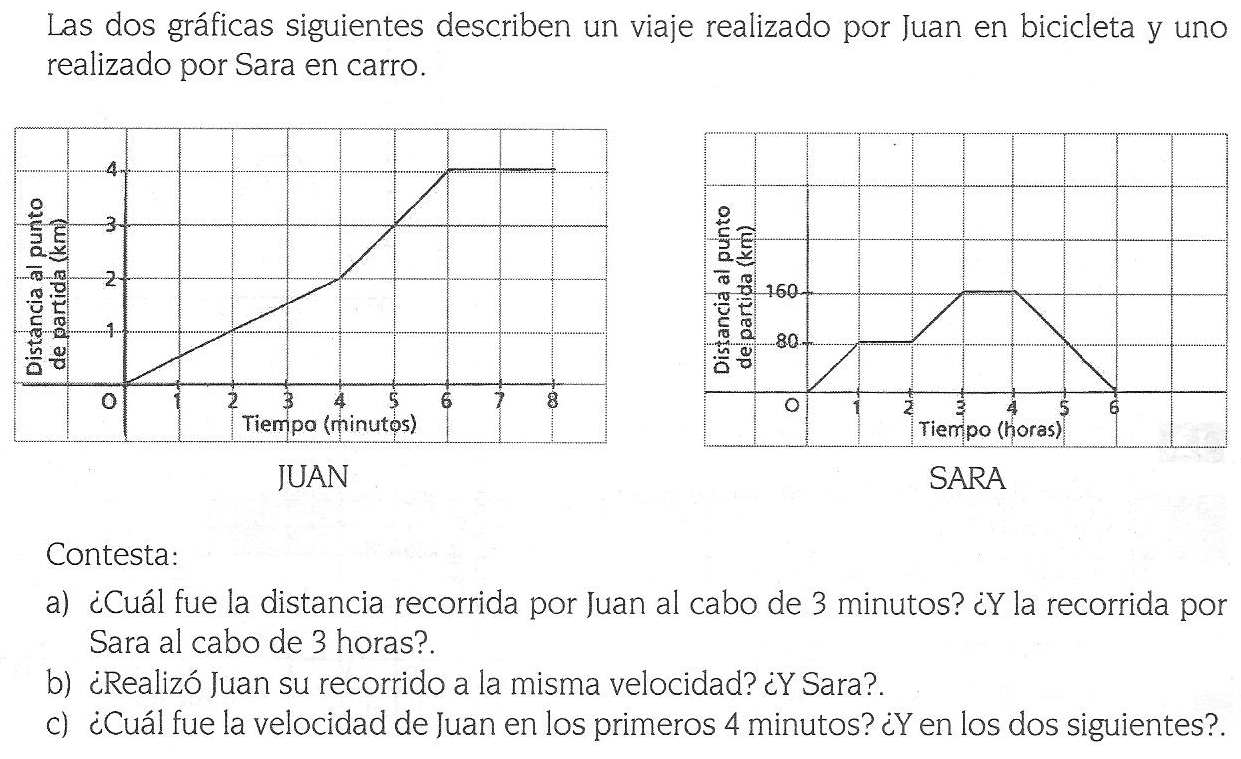 Las dos gráficas siguientes describen un viaje realizado por Juan en bicicleta y uno
realizado por Sara en carro.
Distancia al punto
de partida (km)
4
3
2
1
O 1 2 3 4 5 6 7 8
Tiempo (minutos)
JUAN
Distancia al punto
de partida (km)
160
80
O 1 2 3 4 5 6
Tiempo (horas)
SARA
Contesta:
a) ¿Cuál fue la distancia recorrida por Juan al cabo de 3 minutos? ¿Y la recorrida por
Sara al cabo de 3 horas?.
b) ¿Realizó Juan su recorrido a la misma velocidad? ¿Y Sara?.
c) ¿Cuál fue la velocidad de Juan en los primeros 4 minutos? ¿Y en los dos siguientes?.